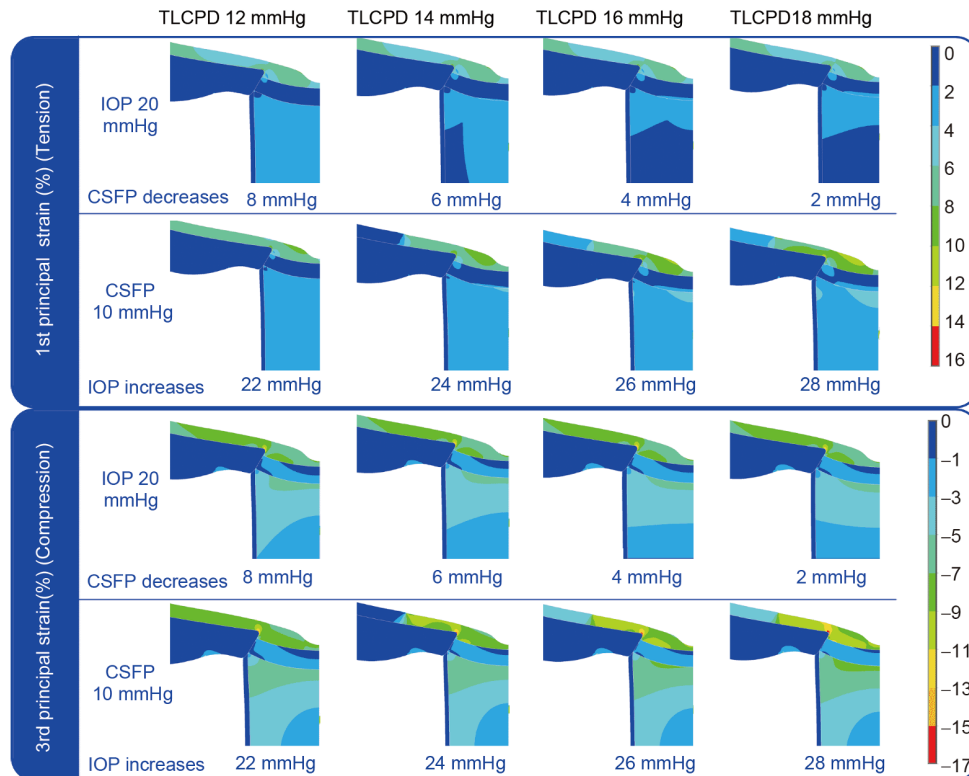 TLCPD 12 mmHg TLCPD 14 mmHg TLCPD 16 mmHg TLCPD18 mmHg
1st principal strain (%) (Tension)
IOP 20
mmHg
CSFP decreases 8 mmHg 6 mmHg 4 mmHg 2 mmHg
CSFP
10 mmHg
IOP increases 22 mmHg 24 mmHg 26 mmHg 28 mmHg
0
2
4
6
8
10
12
14
16
3rd principal strain(%) (Compression)
IOP 20
mmHg
CSFP decreases 8 mmHg 6 mmHg 4 mmHg 2 mmHg
CSFP
10 mmHg
IOP increases 22 mmHg 24 mmHg 26 mmHg 28 mmHg
0
–1
–3
–5
–7
–9
–11
–13
–15
–17